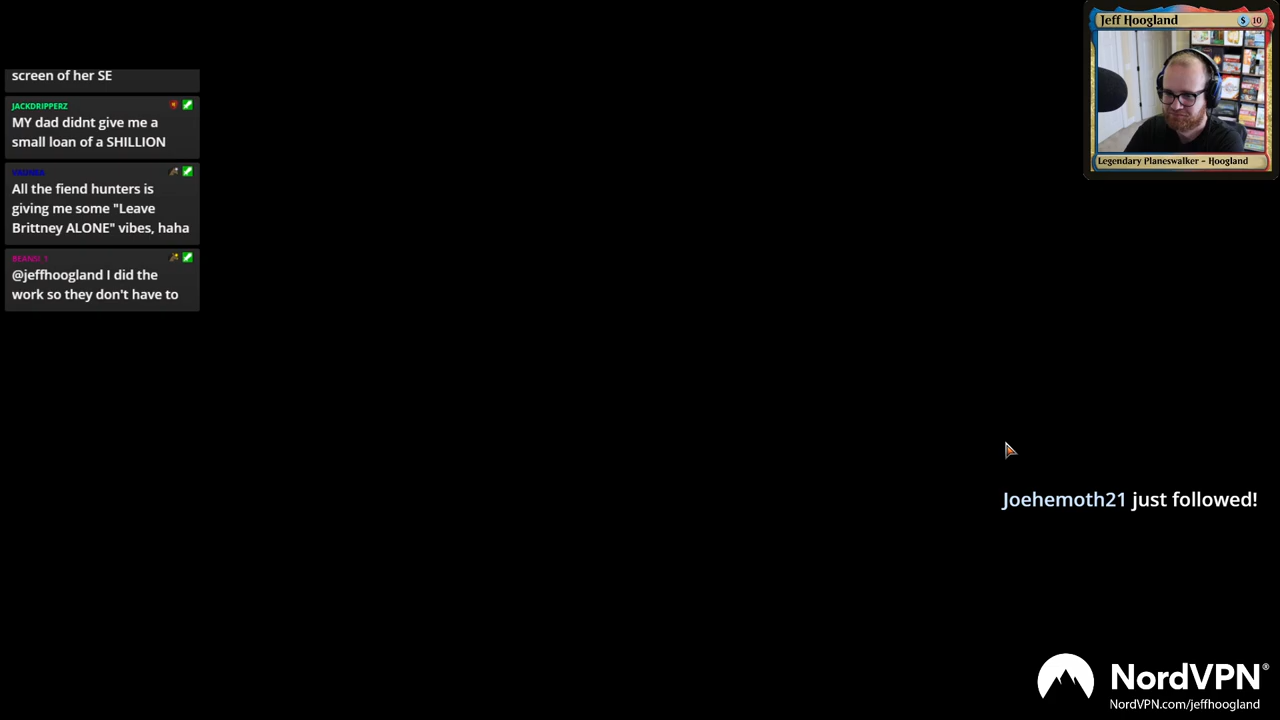 screen of her SE
JACKDRIPPERZ
MY dad didnt give me a
small loan of a SHILLION
All the fiend hunters is
giving me some "Leave
Brittney ALONE" vibes, haha
BEANSI_1
@jeffhoogland I did the
work so they don't have to
Jeff Hoogland
$ 10
Legendary Planeswalker - Hoogland
Joehemoth21 just followed!
NordVPN®
NordVPN.com/jeffhoogland